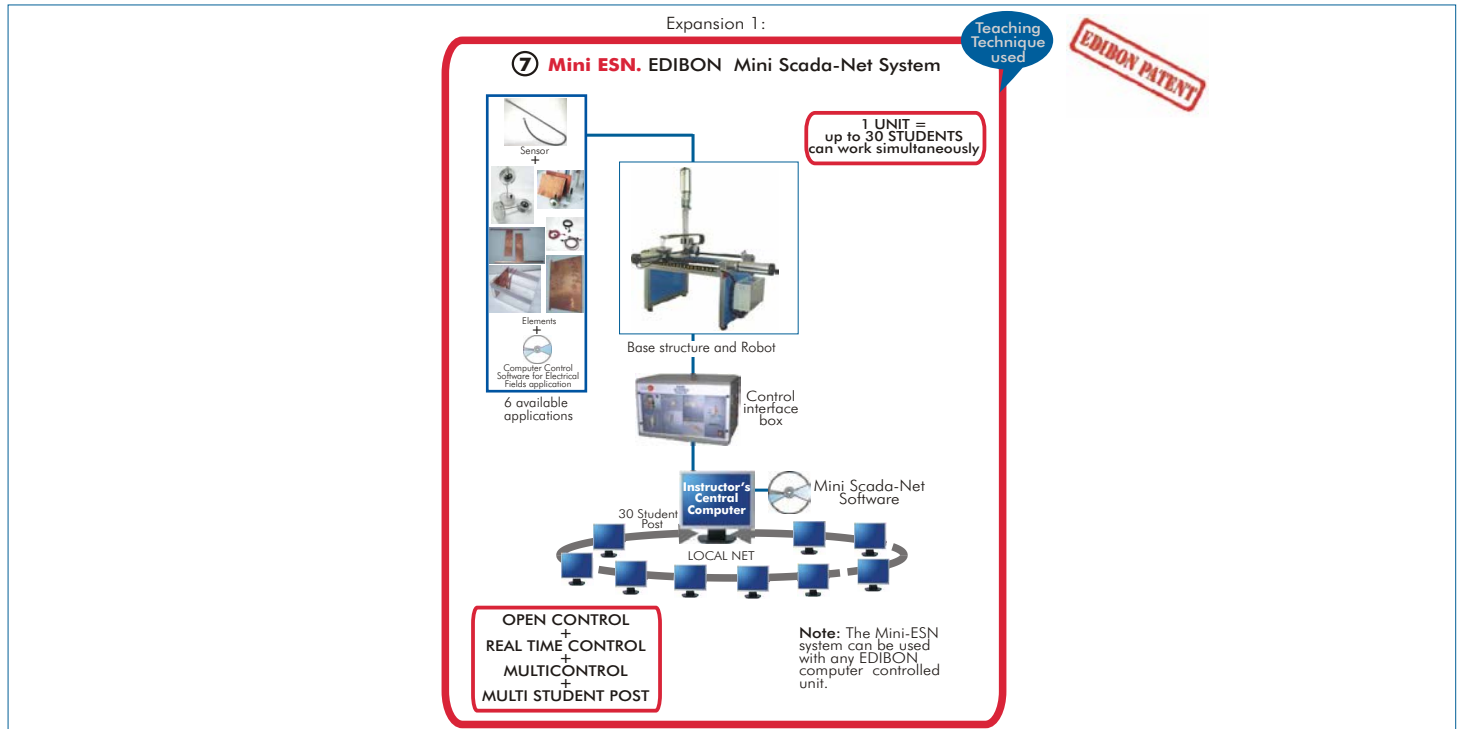 Expansion 1:
Teaching
Technique
used
EDIBON PATENT
7 Mini ESN. EDIBON Mini Scada-Net System
1 UNIT =
up to 30 STUDENTS
can work simultaneously
Sensor
+
Elements
+
Computer Control
Software for Electrical
Fields application
6 available
applications
Base structure and Robot
Control
interface
box
Instructor's
Central
Computer
Mini Scada-Net
Software
30 Student
Post
LOCAL NET
OPEN CONTROL
+
REAL TIME CONTROL
+
MULTICONTROL
+
MULTI STUDENT POST
Note: The Mini-ESN
system can be used
with any EDIBON
computer controlled
unit.